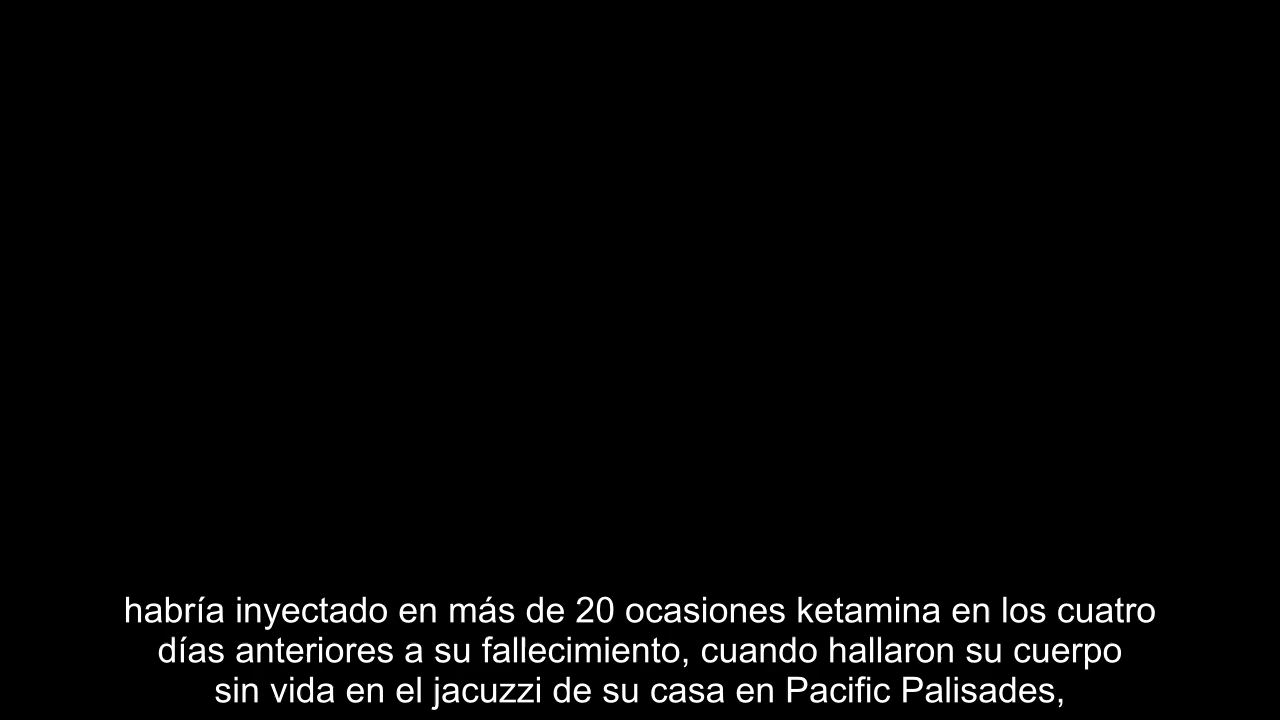 habría inyectado en más de 20 ocasiones ketamina en los cuatro
días anteriores a su fallecimiento, cuando hallaron su cuerpo
sin vida en el jacuzzi de su casa en Pacific Palisades,